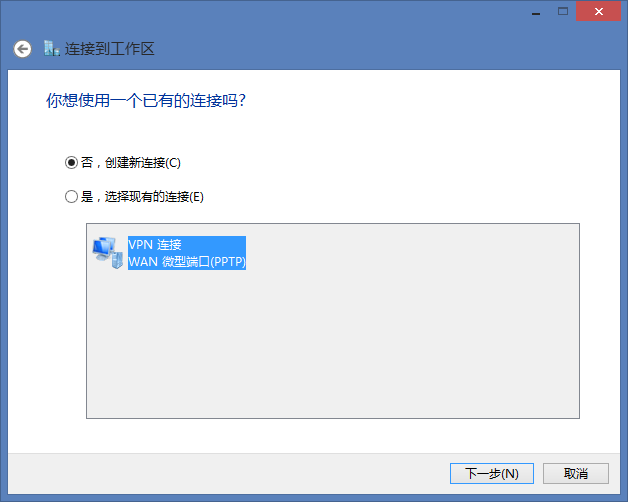 连接到工作区
你想使用一个已有的连接吗?
否，创建新连接(C)
是，选择现有的连接(E)
VPN 连接
WAN 微型端口(PPTP)
下一步(N)
取消